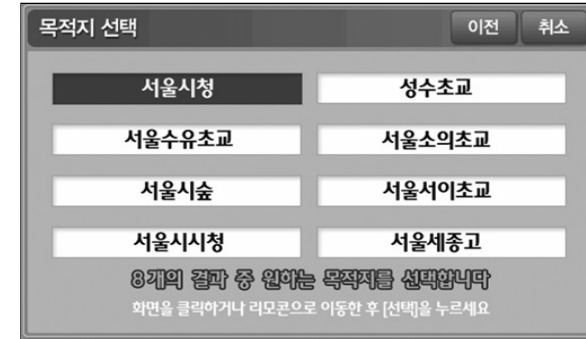 목적지 선택 이전 취소
서울시청 성수초교
서울수유초교 서울소의초교
서울시숲 서울서이초교
서울시시청 서울세종고
8개의 결과 중 원하는 목적지를 선택합니다
화면을 클릭하거나 리모콘으로 이동한 후 [선택]을 누르세요